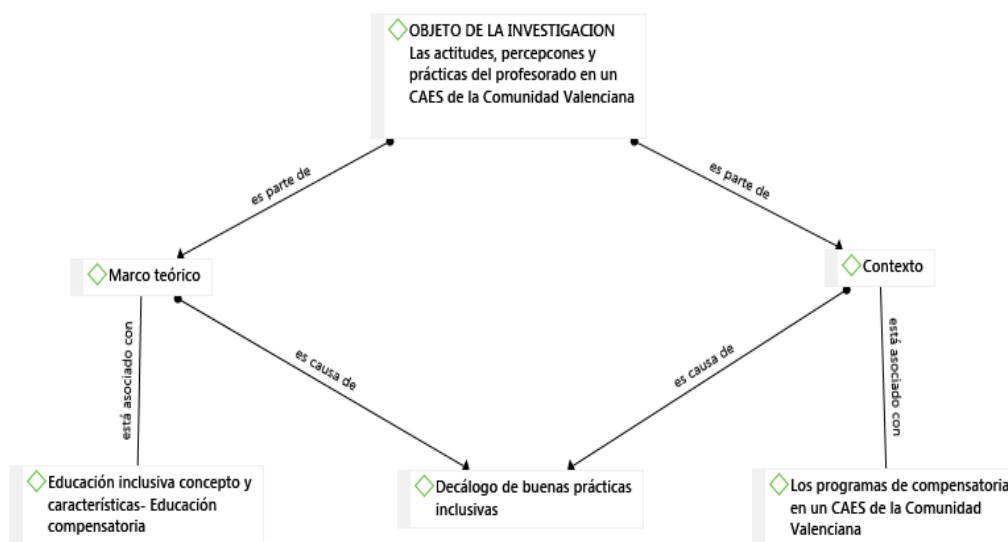 OBJETO DE LA INVESTIGACION
Las actitudes, percepcones y
prácticas del profesorado en un
CAES de la Comunidad Valenciana
es parte de
es parte de
Marco teórico
Contexto
está asociado con
es causa de
es causa de
está asociado con
Educación inclusiva concepto y
características- Educación
compensatoria
Decálogo de buenas prácticas
inclusivas
Los programas de compensatoria
en un CAES de la Comunidad
Valenciana